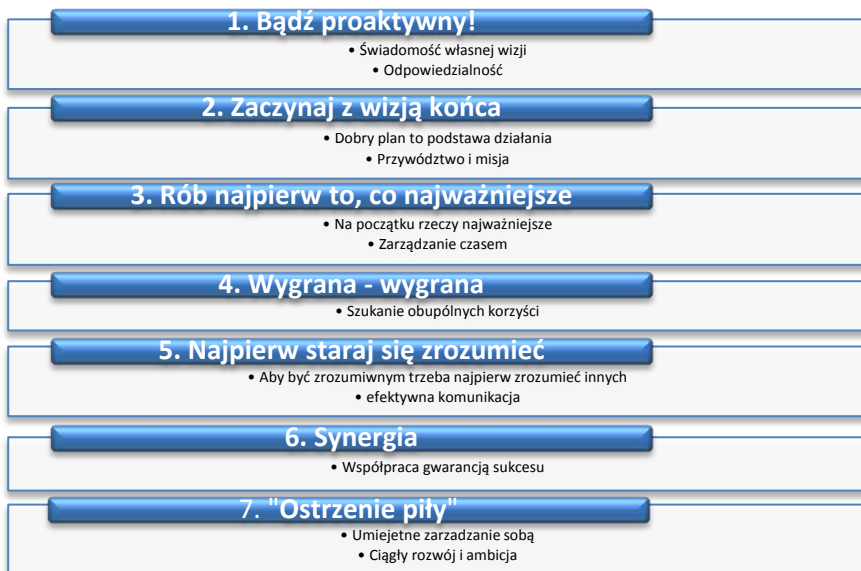 1. Bądź proaktywny!
• Świadomość własnej wizji
• Odpowiedzialność
2. Zaczynaj z wizją końca
• Dobry plan to podstawa działania
• Przywództwo i misja
3. Rób najpierw to, co najważniejsze
• Na początku rzeczy najważniejsze
• Zarządzanie czasem
4. Wygrana - wygrana
• Szukanie obupólnych korzyści
5. Najpierw staraj się zrozumieć
• Aby być zrozumiwnym trzeba najpierw zrozumieć innych
• efektywna komunikacja
6. Synergia
• Współpraca gwarancją sukcesu
7. "Ostrzenie piły"
• Umiejetne zarzadzanie sobą
• Ciągły rozwój i ambicja